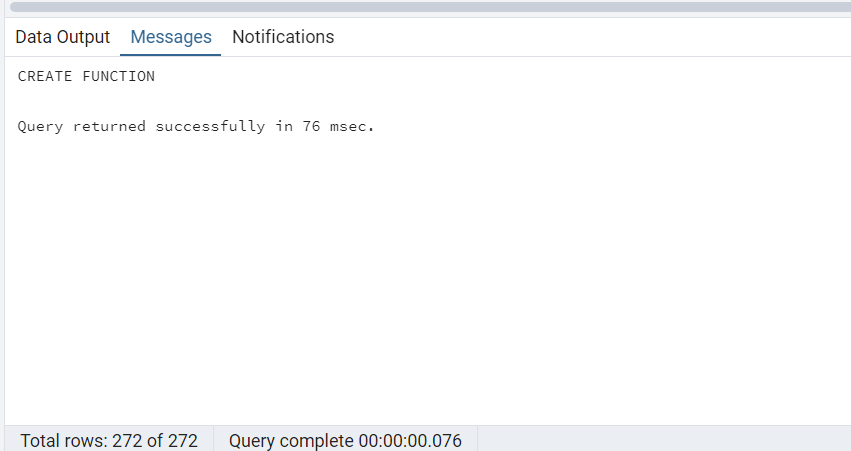 Data Output Messages Notifications
CREATE FUNCTION
Query returned successfully in 76 msec.
Total rows: 272 of 272 Query complete 00:00:00.076